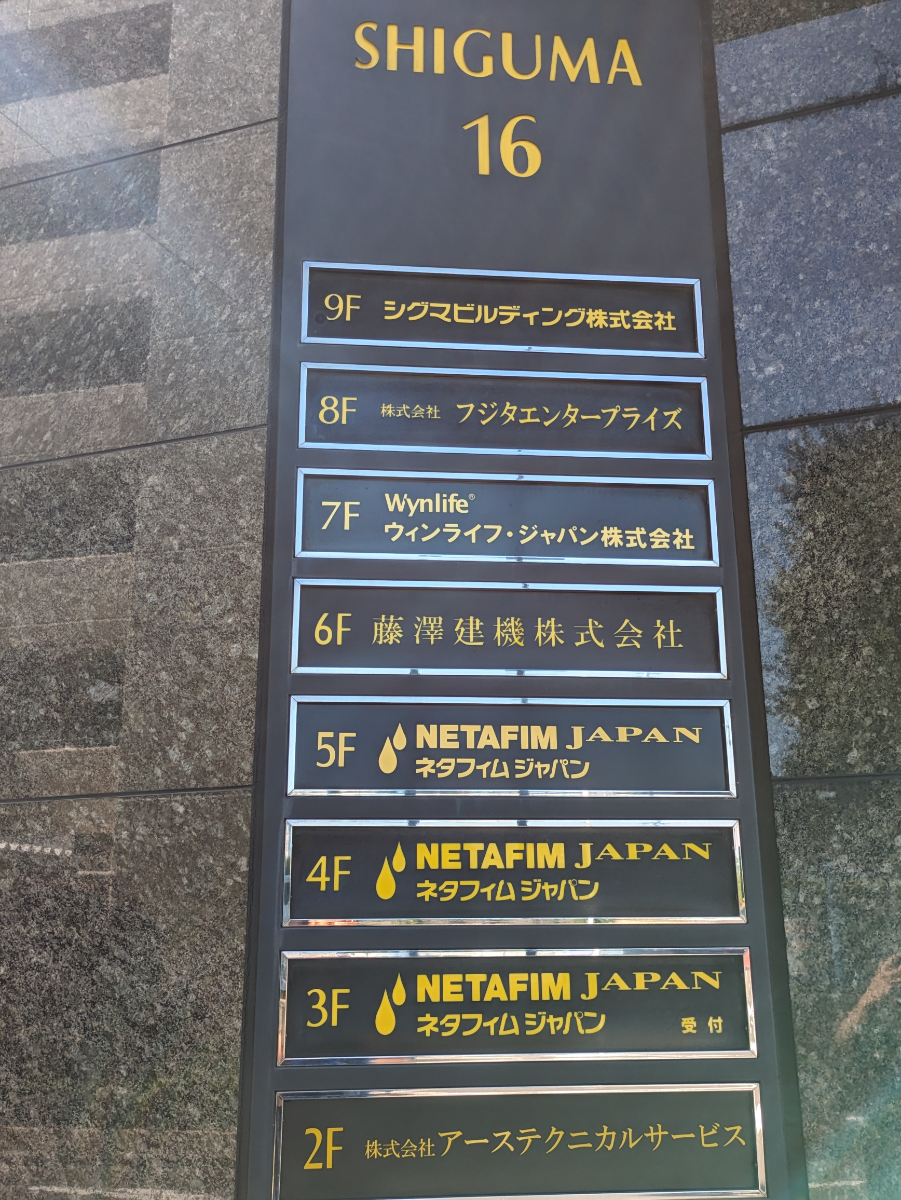 SHIGUMA
16
9F シグマビルディング株式会社
8F 株式会社 フジタエンタープライズ
7F Wynlife®
ウィンライフ・ジャパン株式会社
6F 藤澤建機株式会社
5F NETAFIM JAPAN
ネタフィム ジャパン
4F NETAFIM JAPAN
ネタフィム ジャパン
3F NETAFIM JAPAN
ネタフィム ジャパン 受付
2F 株式会社アーステクニカルサービス